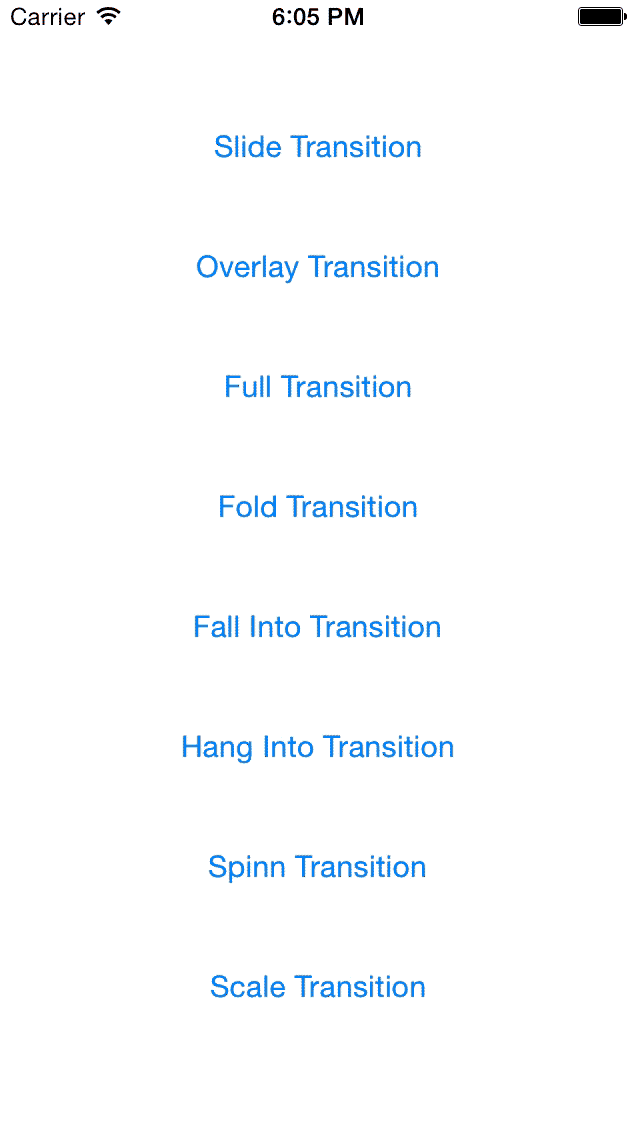 Carrier 6:05 PM
Slide Transition
Overlay Transition
Full Transition
Fold Transition
Fall Into Transition
Hang Into Transition
Spinn Transition
Scale Transition